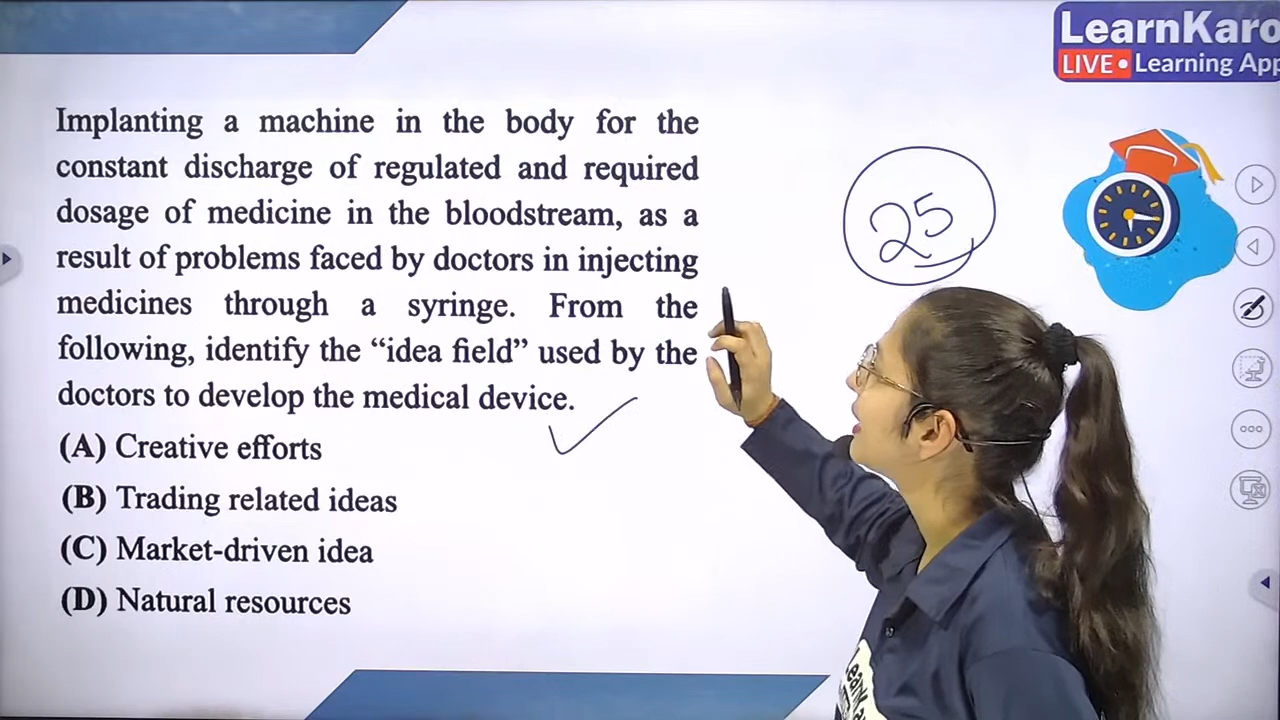 LearnKaro
LIVE • Learning App
Implanting a machine in the body for the
constant discharge of regulated and required
dosage of medicine in the bloodstream, as a
result of problems faced by doctors in injecting
medicines through a syringe. From the
following, identify the “idea field” used by the
doctors to develop the medical device.
(A) Creative efforts
(B) Trading related ideas
(C) Market-driven idea
(D) Natural resources
25